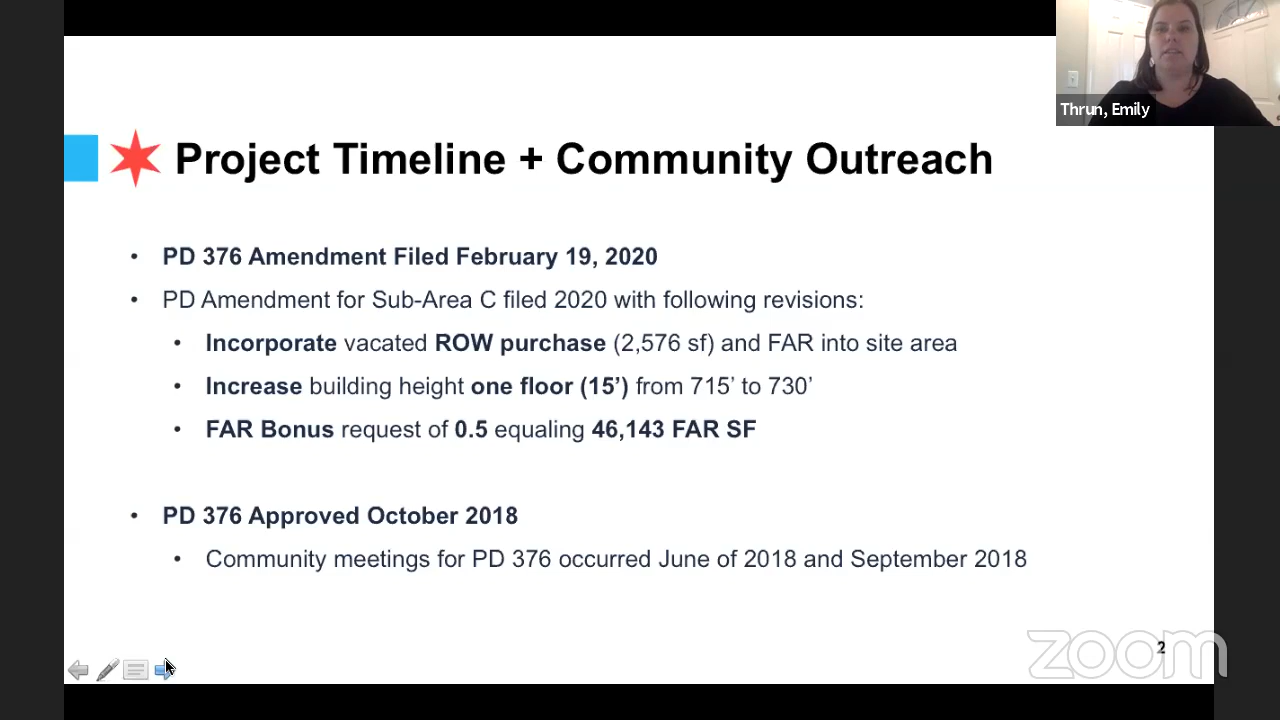 Thrun, Emily
Project Timeline + Community Outreach
• PD 376 Amendment Filed February 19, 2020
• PD Amendment for Sub-Area C filed 2020 with following revisions:
• Incorporate vacated ROW purchase (2,576 sf) and FAR into site area
• Increase building height one floor (15’) from 715’ to 730’
• FAR Bonus request of 0.5 equaling 46,143 FAR SF
• PD 376 Approved October 2018
• Community meetings for PD 376 occurred June of 2018 and September 2018
2
zoom